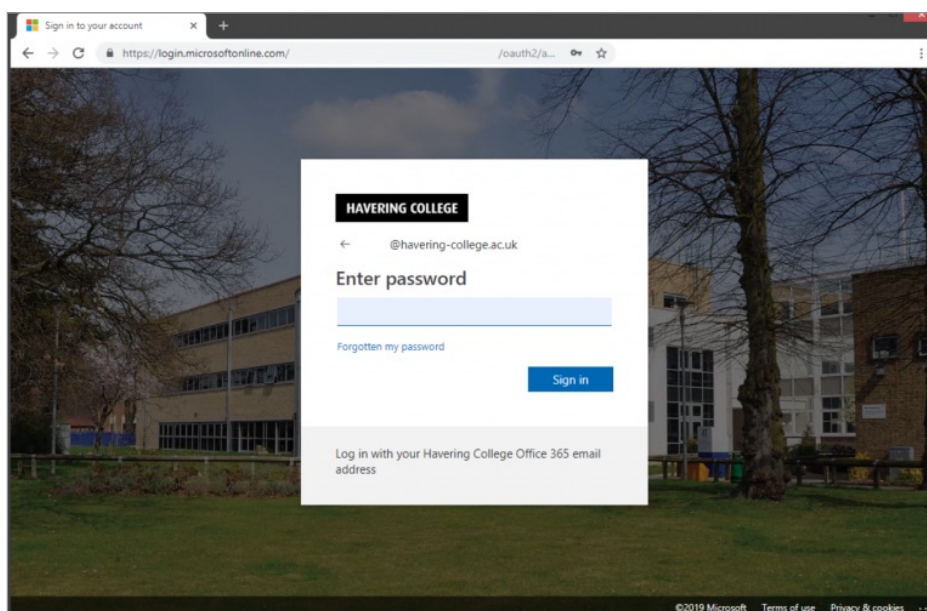 Sign in to your account
https://login.microsoftonline.com/ /oauth2/a...
HAVERING COLLEGE
@havering-college.ac.uk
Enter password
Forgotten my password
Sign in
Log in with your Havering College Office 365 email
address
©2019 Microsoft Terms of use Privacy & cookies ...